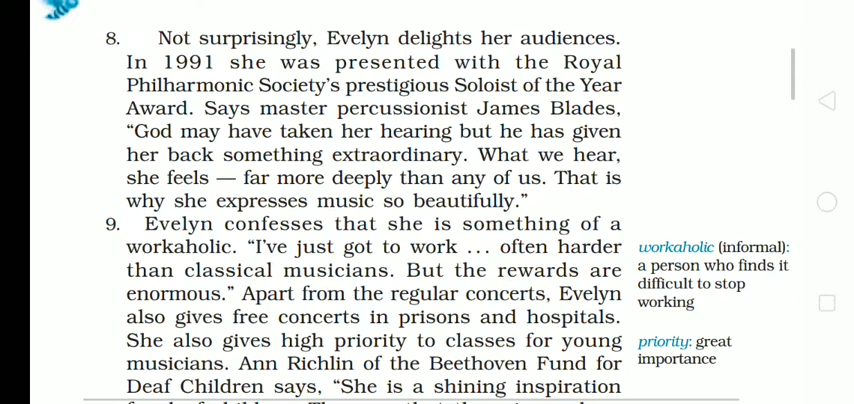 8. Not surprisingly, Evelyn delights her audiences.
In 1991 she was presented with the Royal
Philharmonic Society's prestigious Soloist of the Year
Award. Says master percussionist James Blades,
“God may have taken her hearing but he has given
her back something extraordinary. What we hear,
she feels — far more deeply than any of us. That is
why she expresses music so beautifully.”
9. Evelyn confesses that she is something of a
workaholic. “I've just got to work ... often harder
than classical musicians. But the rewards are
enormous.” Apart from the regular concerts, Evelyn
also gives free concerts in prisons and hospitals.
She also gives high priority to classes for young
musicians. Ann Richlin of the Beethoven Fund for
Deaf Children says, “She is a shining inspiration
workaholic (informal):
a person who finds it
difficult to stop
working
priority: great
importance